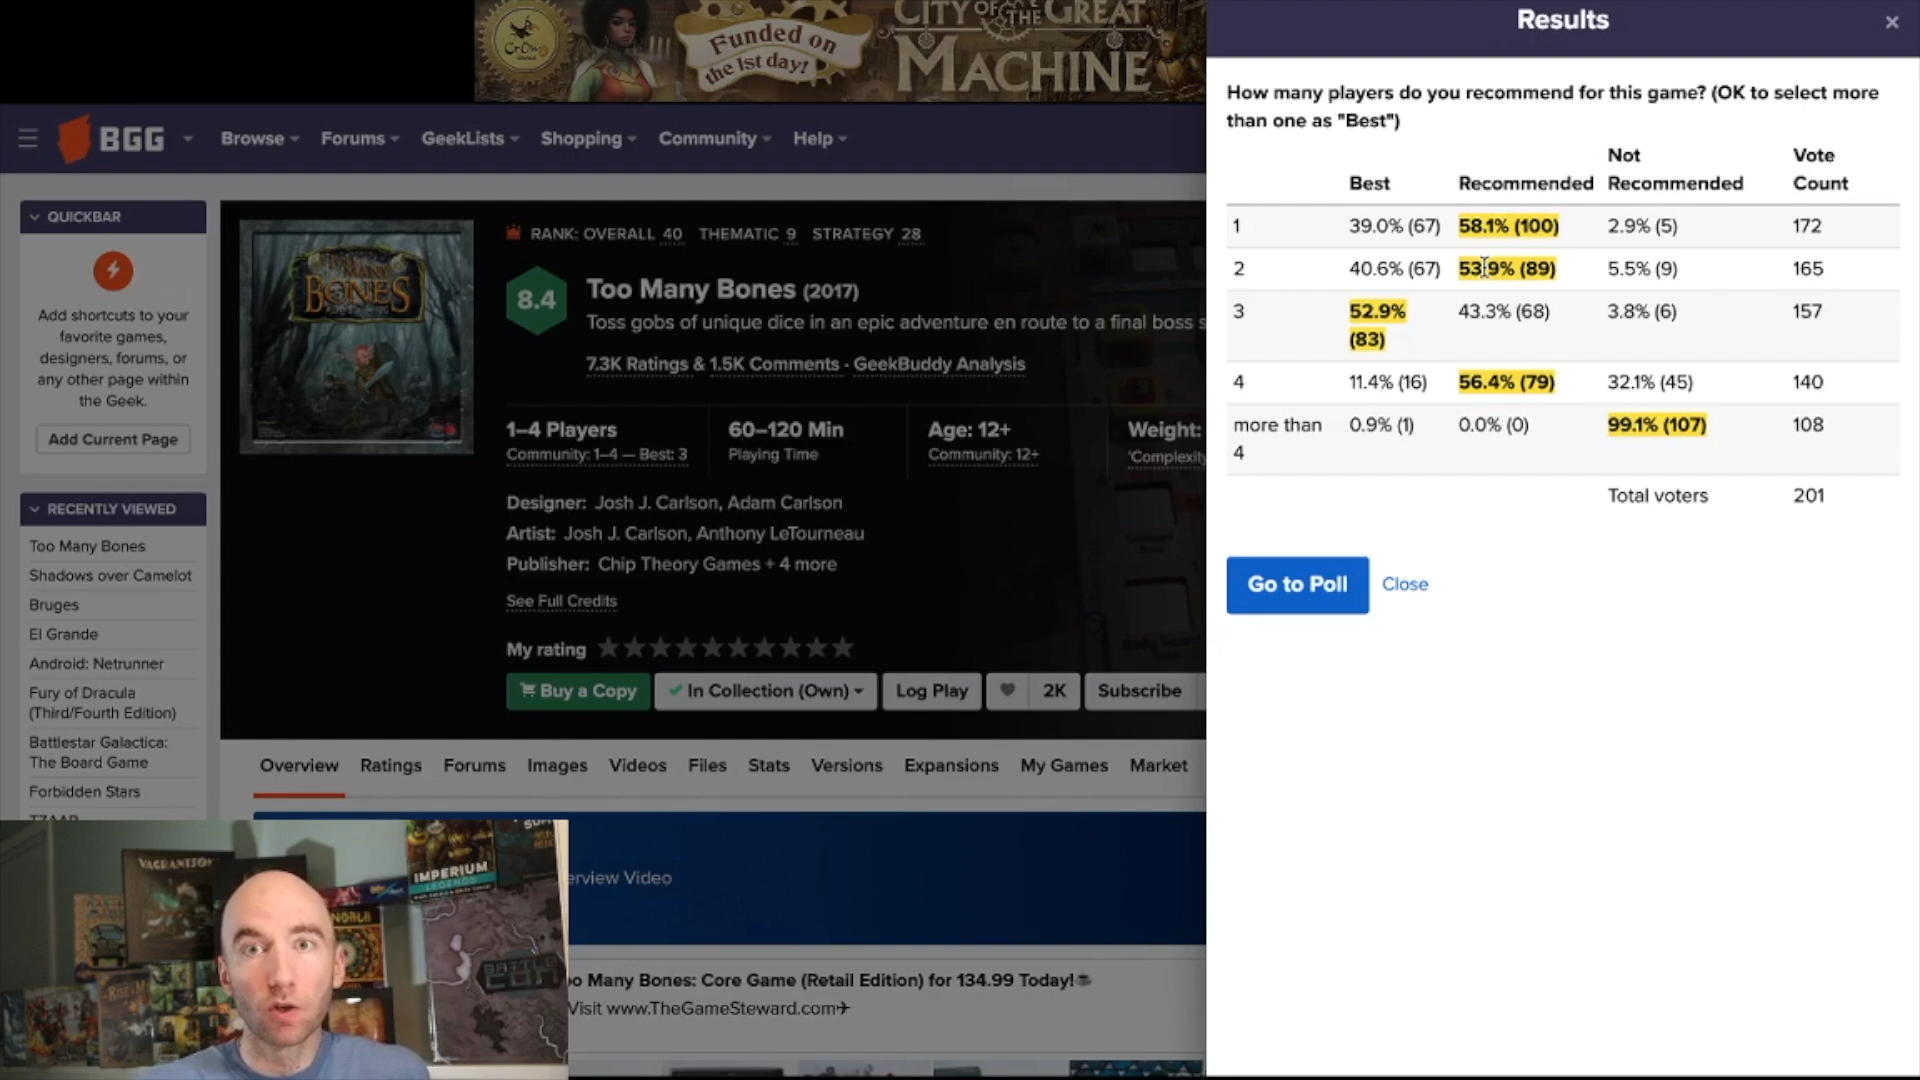 CITY OF THE GREAT
MACHINE
Funded on
the 1st day!
Results
×
BGG
Browse
Forums
GeekLists
Shopping
Community
Help
How many players do you recommend for this game? (OK to select more
than one as "Best")
Best
Recommended
Not
Recommended
Vote
Count
1 39.0% (67) 58.1% (100) 2.9% (5) 172
2 40.6% (67) 53.9% (89) 5.5% (9) 165
3 52.9% (83) 43.3% (68) 3.8% (6) 157
4 11.4% (16) 56.4% (79) 32.1% (45) 140
more than 4 0.9% (1) 0.0% (0) 99.1% (107) 108
Total voters 201
Go to Poll
Close
QUICKBAR
Add shortcuts to your
favorite games,
designers, forums, or
any other page within
the Geek.
Add Current Page
RECENTLY VIEWED
Too Many Bones
Shadows over Camelot
Bruges
El Grande
Android: Netrunner
Fury of Dracula
(Third/Fourth Edition)
Battlestar Galactica:
The Board Game
Forbidden Stars
TZAAR
TOO MANY
BONES
RANK: OVERALL 40 THEMATIC 9 STRATEGY 28
8.4
Too Many Bones (2017)
Toss gobs of unique dice in an epic adventure en route to a final boss s
7.3K Ratings & 1.5K Comments - GeekBuddy Analysis
1–4 Players
Community: 1–4 — Best: 3
60–120 Min
Playing Time
Age: 12+
Community: 12+
Weight:
'Complexity
Designer: Josh J. Carlson, Adam Carlson
Artist: Josh J. Carlson, Anthony LeTourneau
Publisher: Chip Theory Games + 4 more
See Full Credits
My rating
Buy a Copy
In Collection (Own)
Log Play
2K
Subscribe
Overview
Ratings
Forums
Images
Videos
Files
Stats
Versions
Expansions
My Games
Market
erview Video
oo Many Bones: Core Game (Retail Edition) for 134.99 Today!
Visit www.TheGameSteward.com
VAGRANTSONG
IMPERIUM
LEGENDS
BATTLE
CON